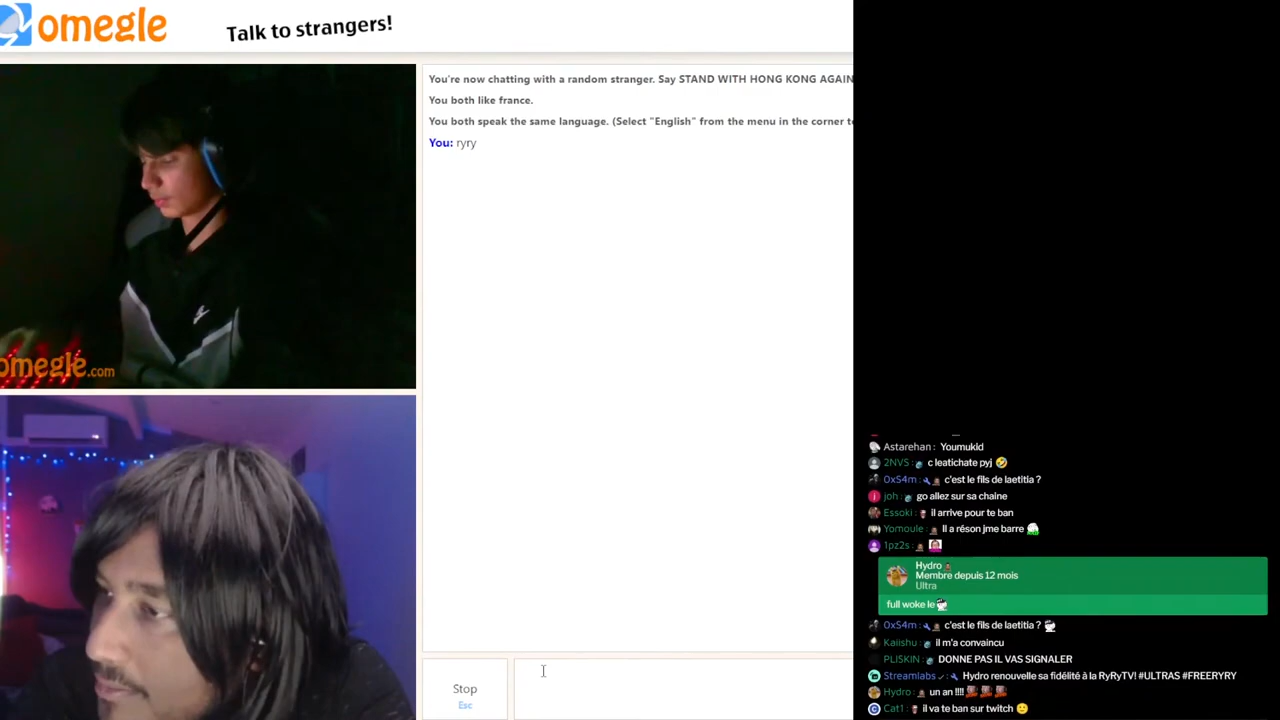 omegle
Talk to strangers!
You're now chatting with a random stranger. Say STAND WITH HONG KONG AGAIN
You both like france.
You both speak the same language. (Select "English" from the menu in the corner to
You: ryry
omegle.com
Stop
Esc
Astarehan : Youmukid
2NVS : c leatichate pyj 🤣
0xS4m : c'est le fils de laetitia ?
joh : go allez sur sa chaine
Essoki : il arrive pour te ban
Yomoule : Il a réson jme barre
1pz2s :
Hydro
Membre depuis 12 mois
Ultra
full woke le
0xS4m : c'est le fils de laetitia ?
Kaiishu : il m'a convaincu
PLISKIN : DONNE PAS IL VAS SIGNALER
Streamlabs : Hydro renouvelle sa fidélité à la RyRyTV! #ULTRAS #FREERYRY
Hydro : un an !!!!
Cat1 : il va te ban sur twitch 🙁